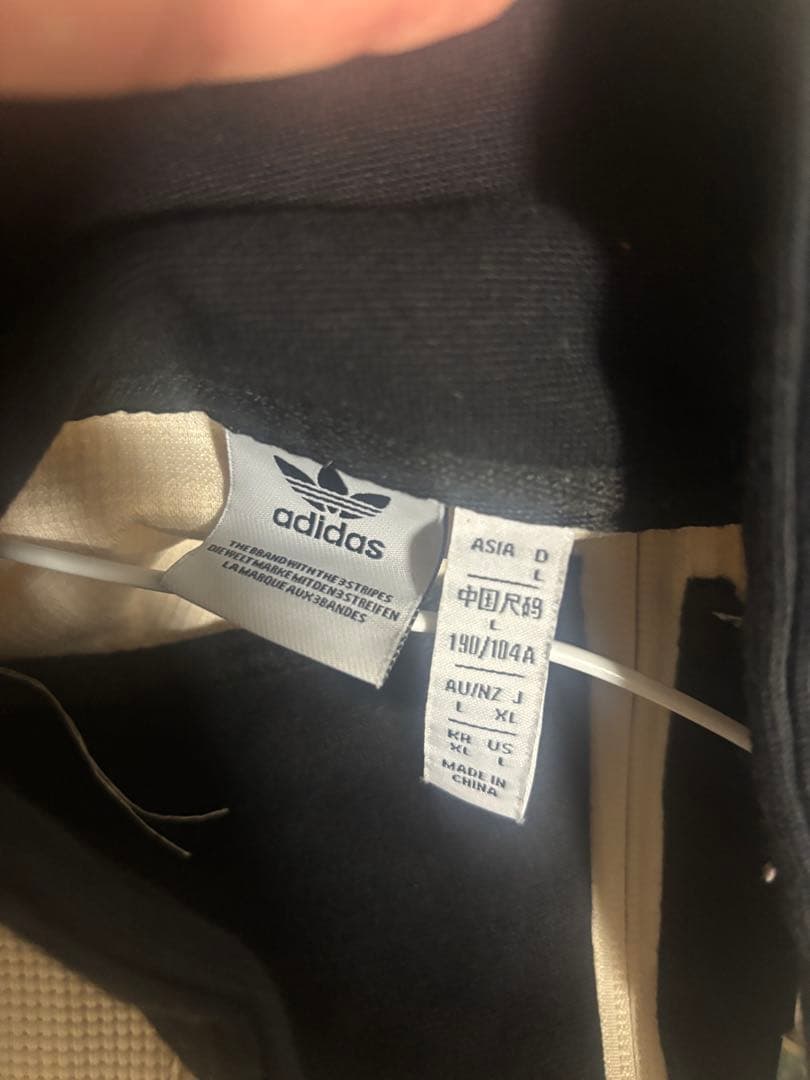 adidas
THE BRAND WITH THE 3 STRIPES
DIE WELTMARKE MIT DEN 3 STREIFEN
LA MARQUE AUX 3 BANDES
ASIA D
L
中国尺码
L
190/104A
AU/NZ J
L XL
KR US
XL L
MADE IN
CHINA